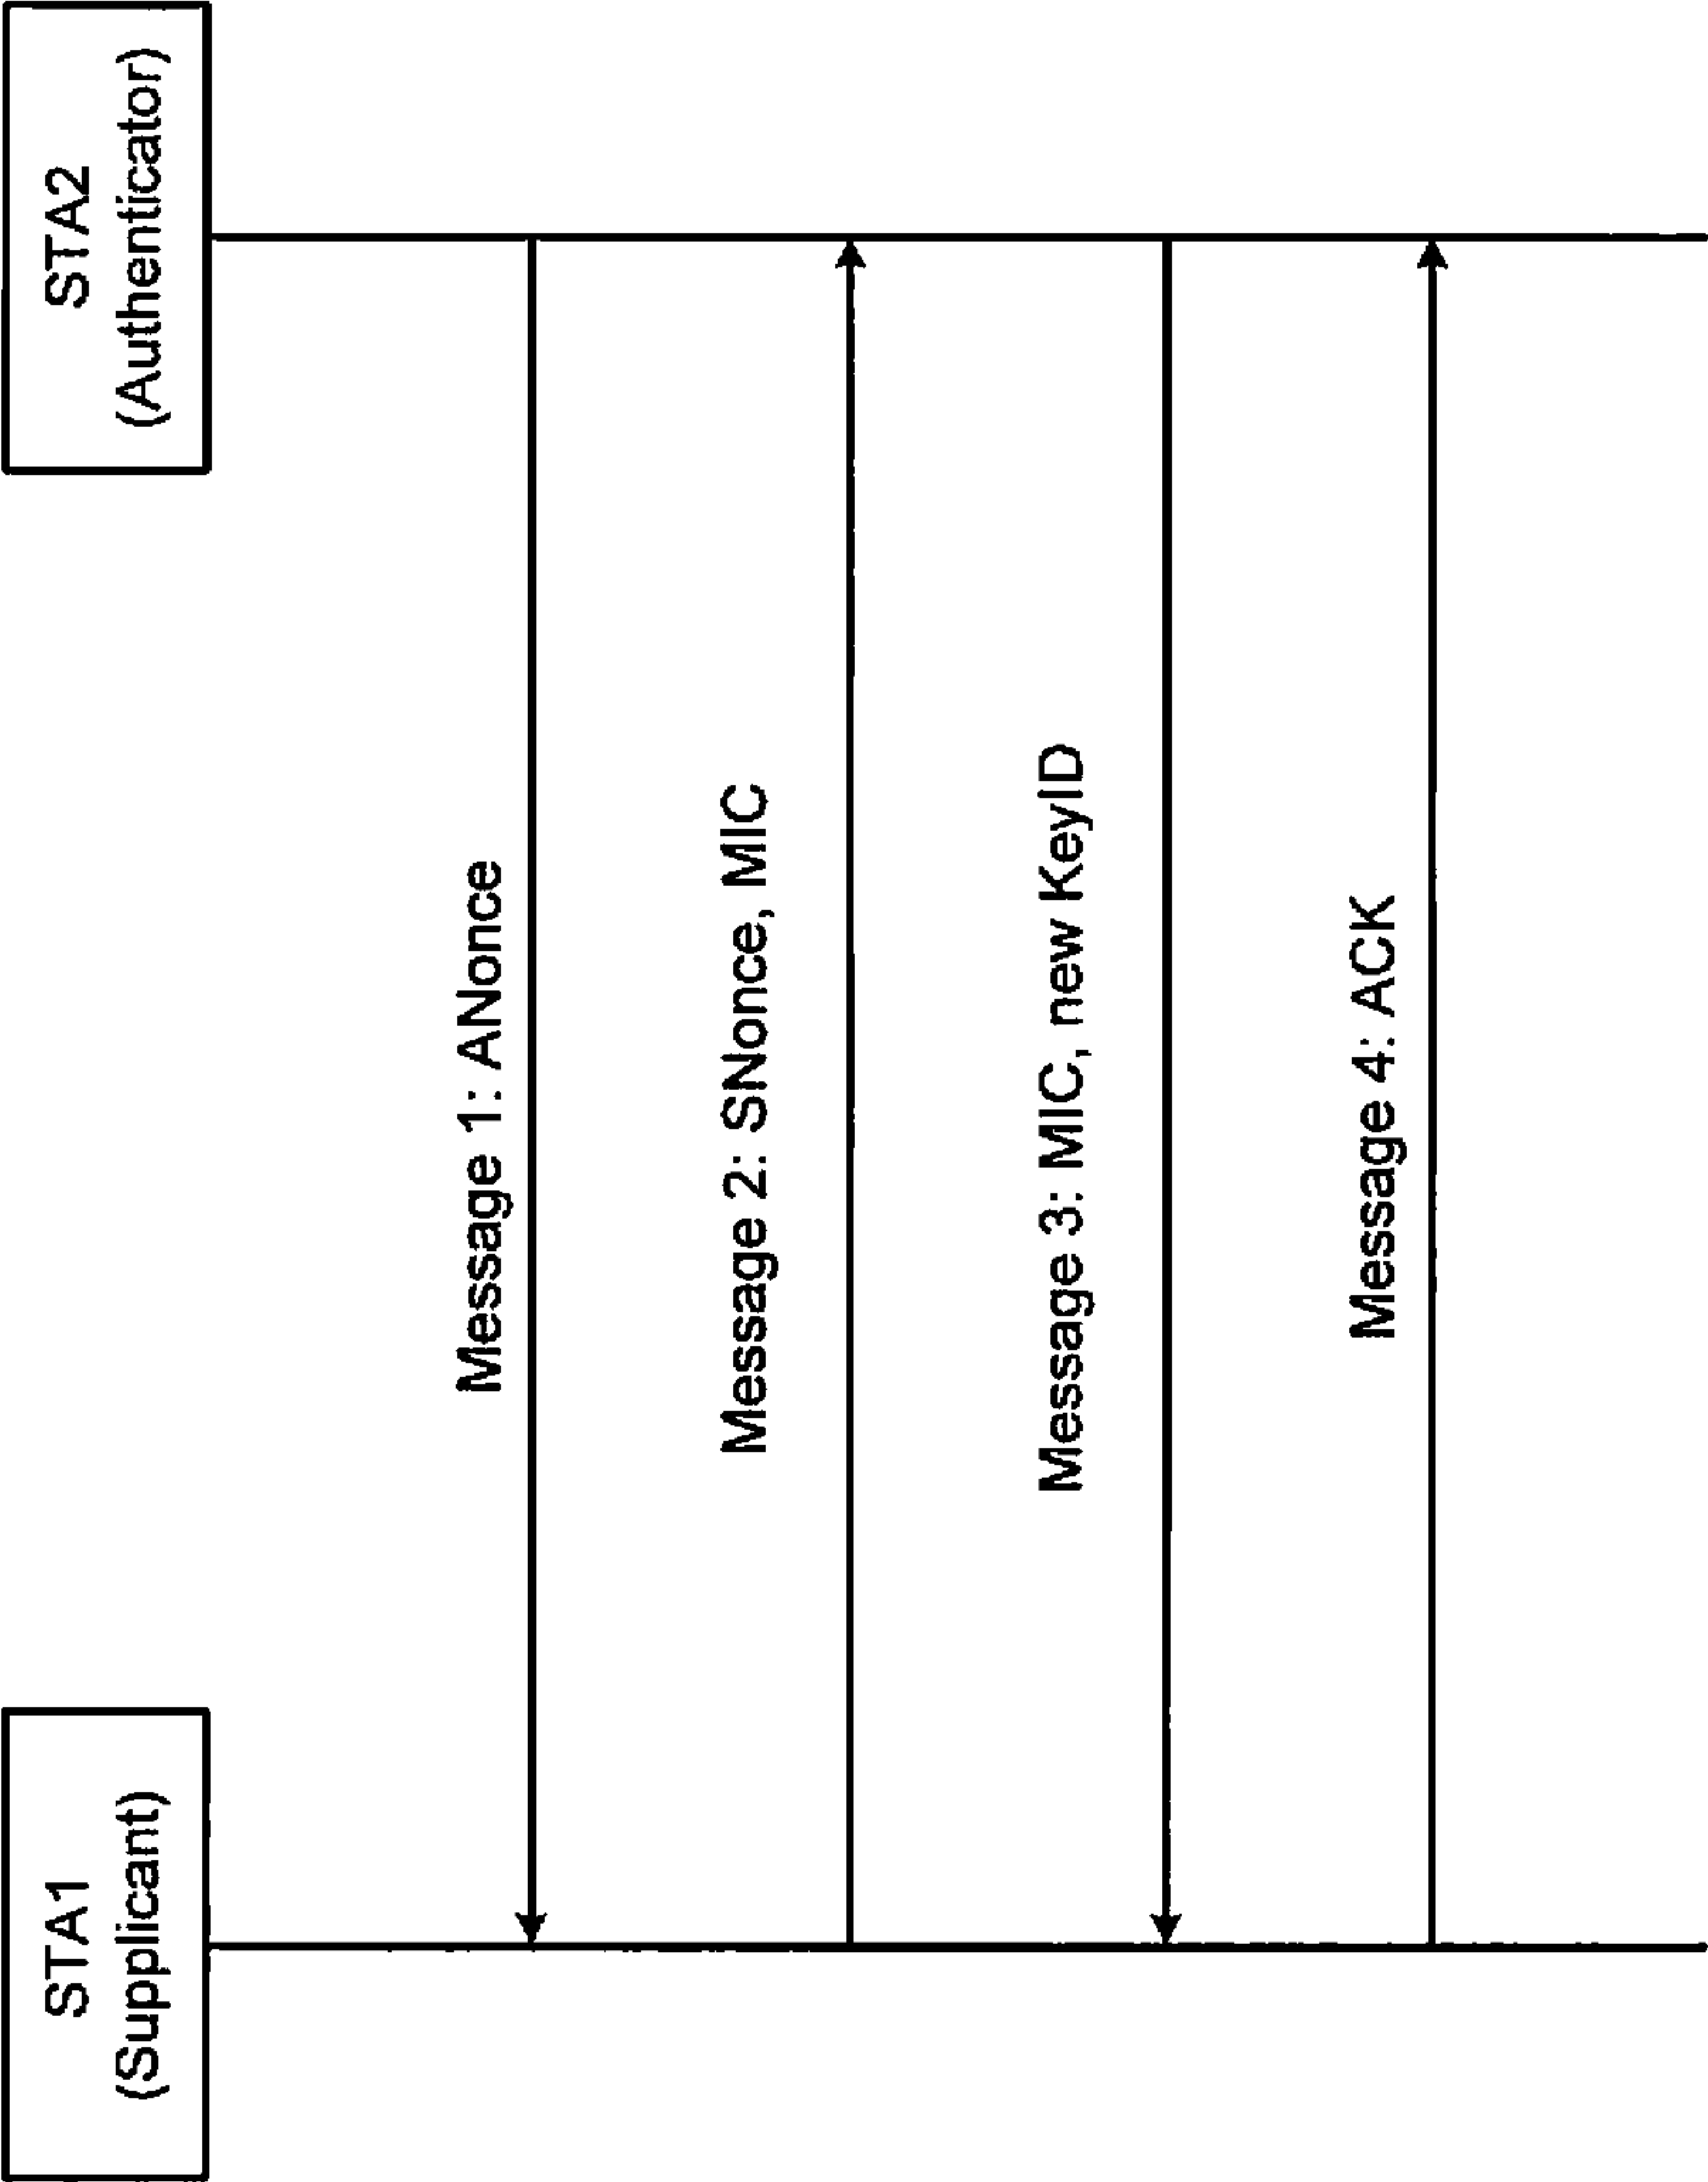 STA1
(Supplicant)
STA2
(Authenticator)
Message 1: ANonce
Message 2: SNonce, MIC
Message 3: MIC, new KeyID
Message 4: ACK